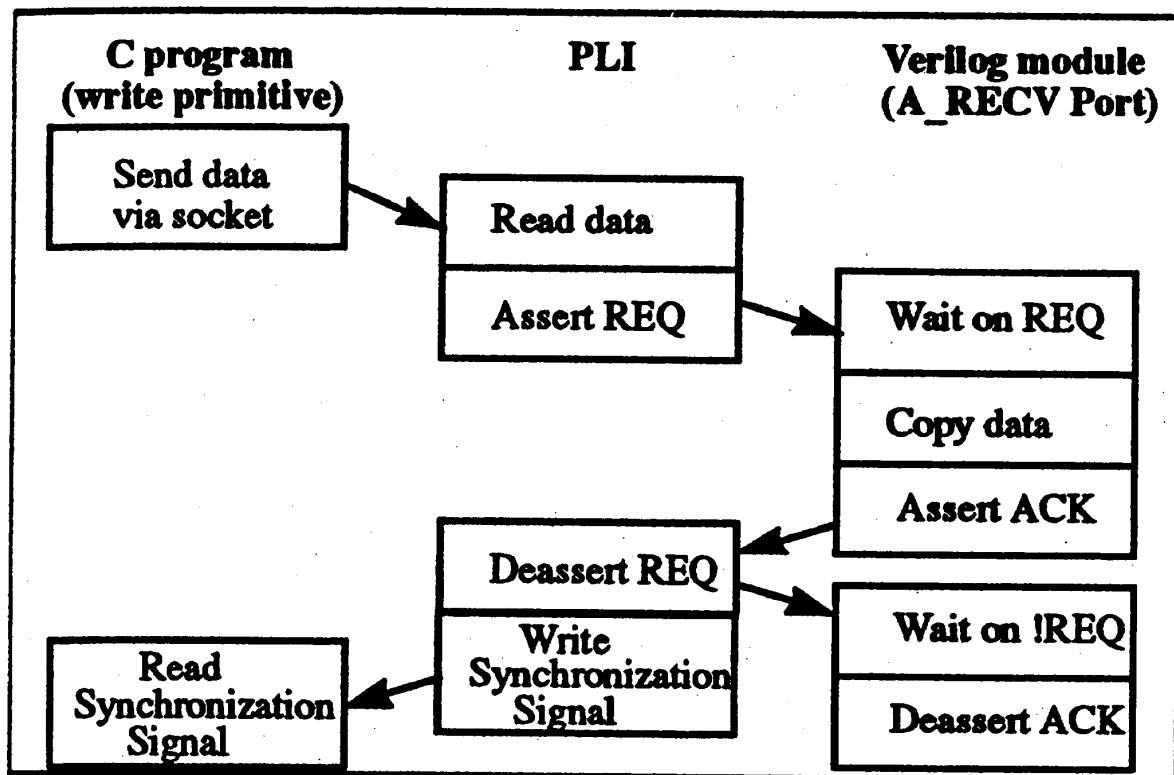 C program
(write primitive)
PLI
Verilog module
(A_RECV Port)
Send data
via socket
Read data
Assert REQ
Wait on REQ
Copy data
Assert ACK
Deassert REQ
Wait on !REQ
Write
Synchronization
Signal
Deassert ACK
Read
Synchronization
Signal